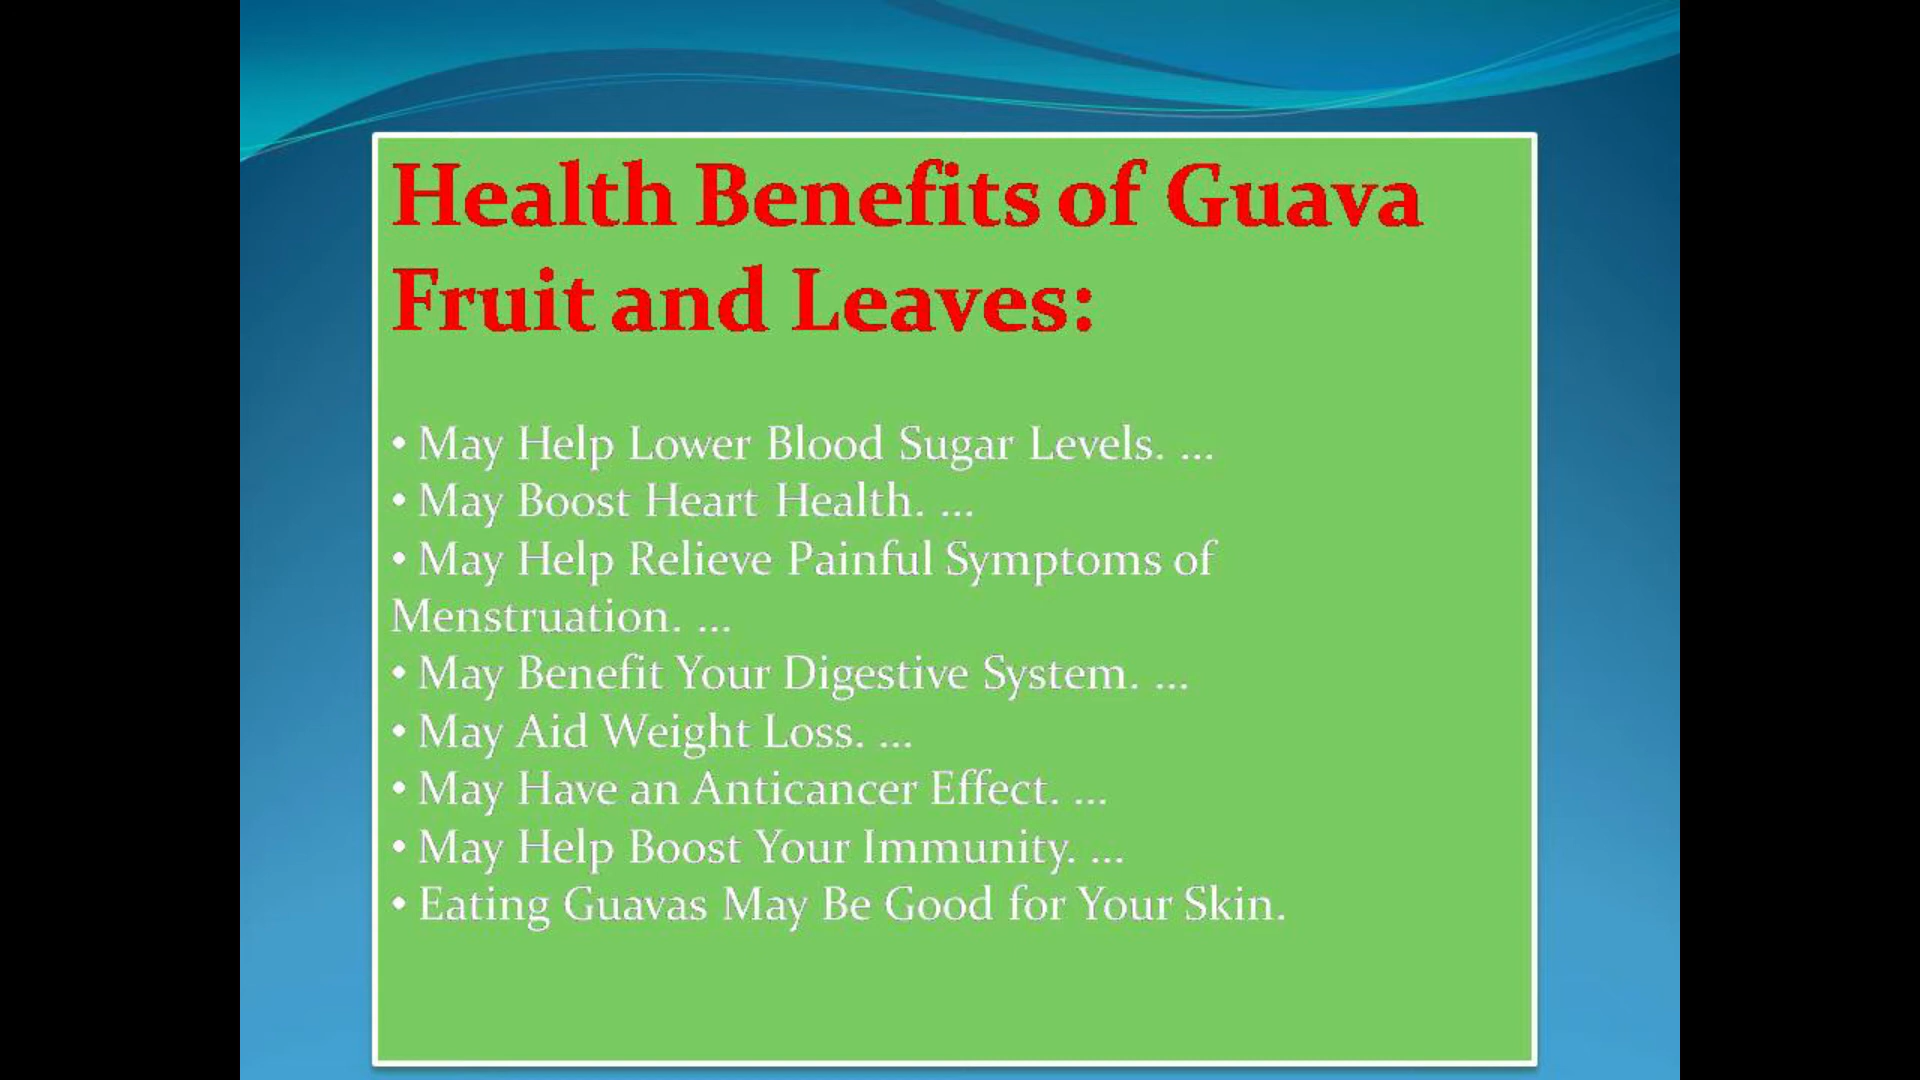 Health Benefits of Guava
Fruit and Leaves:
• May Help Lower Blood Sugar Levels. ...
• May Boost Heart Health. ...
• May Help Relieve Painful Symptoms of
Menstruation. ...
• May Benefit Your Digestive System. ...
• May Aid Weight Loss. ...
• May Have an Anticancer Effect. ...
• May Help Boost Your Immunity. ...
• Eating Guavas May Be Good for Your Skin.